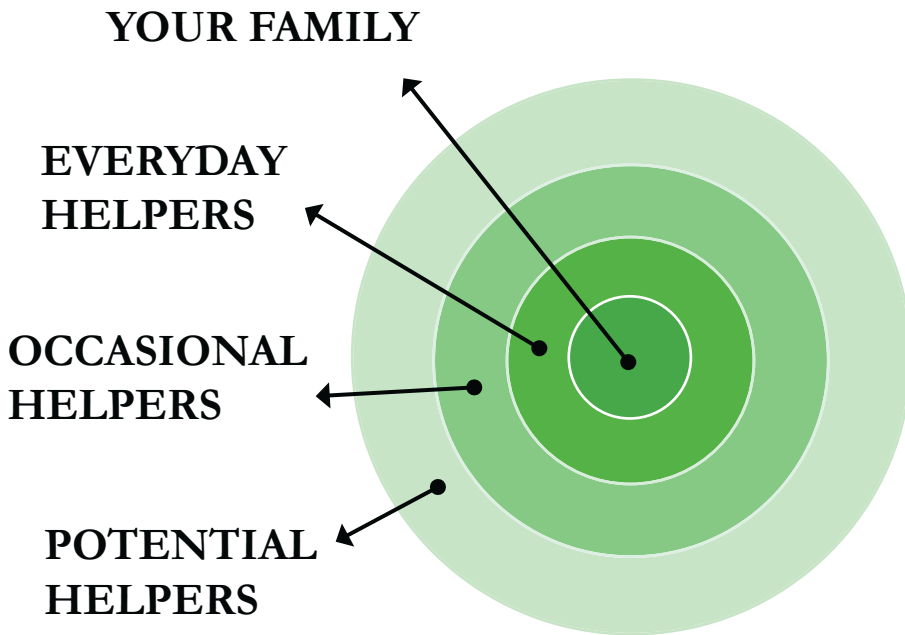 YOUR FAMILY
EVERYDAY
HELPERS
OCCASIONAL
HELPERS
POTENTIAL
HELPERS